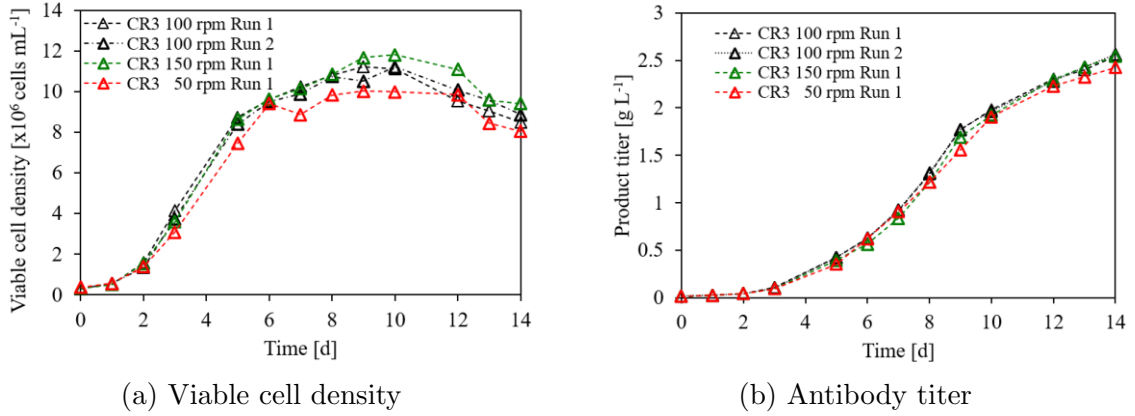 CR3 100 rpm Run 1
CR3 100 rpm Run 2
CR3 150 rpm Run 1
CR3 50 rpm Run 1
Viable cell density [x10⁶ cells mL⁻¹]
14
12
10
8
6
4
2
0
0 2 4 6 8 10 12 14
Time [d]
(a) Viable cell density
CR3 100 rpm Run 1
CR3 100 rpm Run 2
CR3 150 rpm Run 1
CR3 50 rpm Run 1
Product titer [g L⁻¹]
3
2.5
2
1.5
1
0.5
0
0 2 4 6 8 10 12 14
Time [d]
(b) Antibody titer